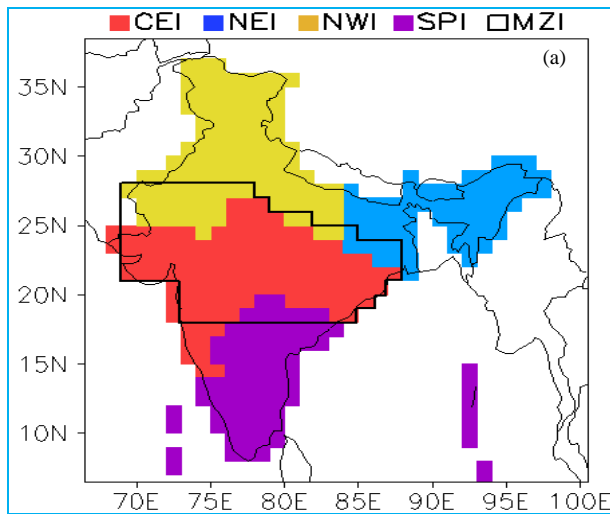 CEI NEI NWI SPI MZI
(a)
35N
30N
25N
20N
15N
10N
70E 75E 80E 85E 90E 95E 100E